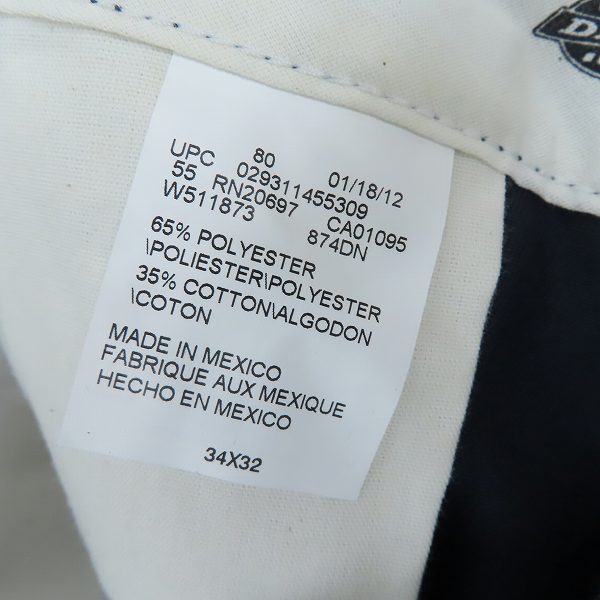 80
UPC 029311455309 01/18/12
55 RN20697 CA01095
W511873 874DN
65% POLYESTER
\POLIESTER\POLYESTER
35% COTTON\ALGODON
\COTON
MADE IN MEXICO
FABRIQUE AUX MEXIQUE
HECHO EN MEXICO
34X32